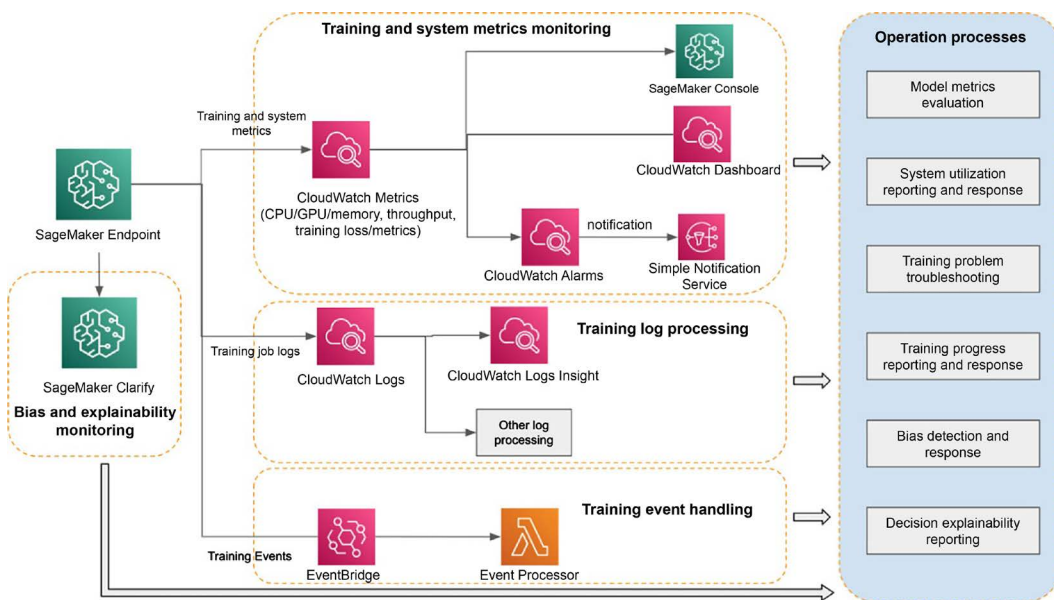 Training and system metrics monitoring
SageMaker Console
Training and system
metrics
CloudWatch Dashboard
CloudWatch Metrics
(CPU/GPU/memory, throughput,
training loss/metrics)
notification
CloudWatch Alarms
Simple Notification
Service
SageMaker Endpoint
SageMaker Clarify
Bias and explainability
monitoring
Training log processing
Training job logs
CloudWatch Logs
CloudWatch Logs Insight
Other log
processing
Training event handling
Training Events
EventBridge
Event Processor
Operation processes
Model metrics
evaluation
System utilization
reporting and response
Training problem
troubleshooting
Training progress
reporting and response
Bias detection and
response
Decision explainability
reporting